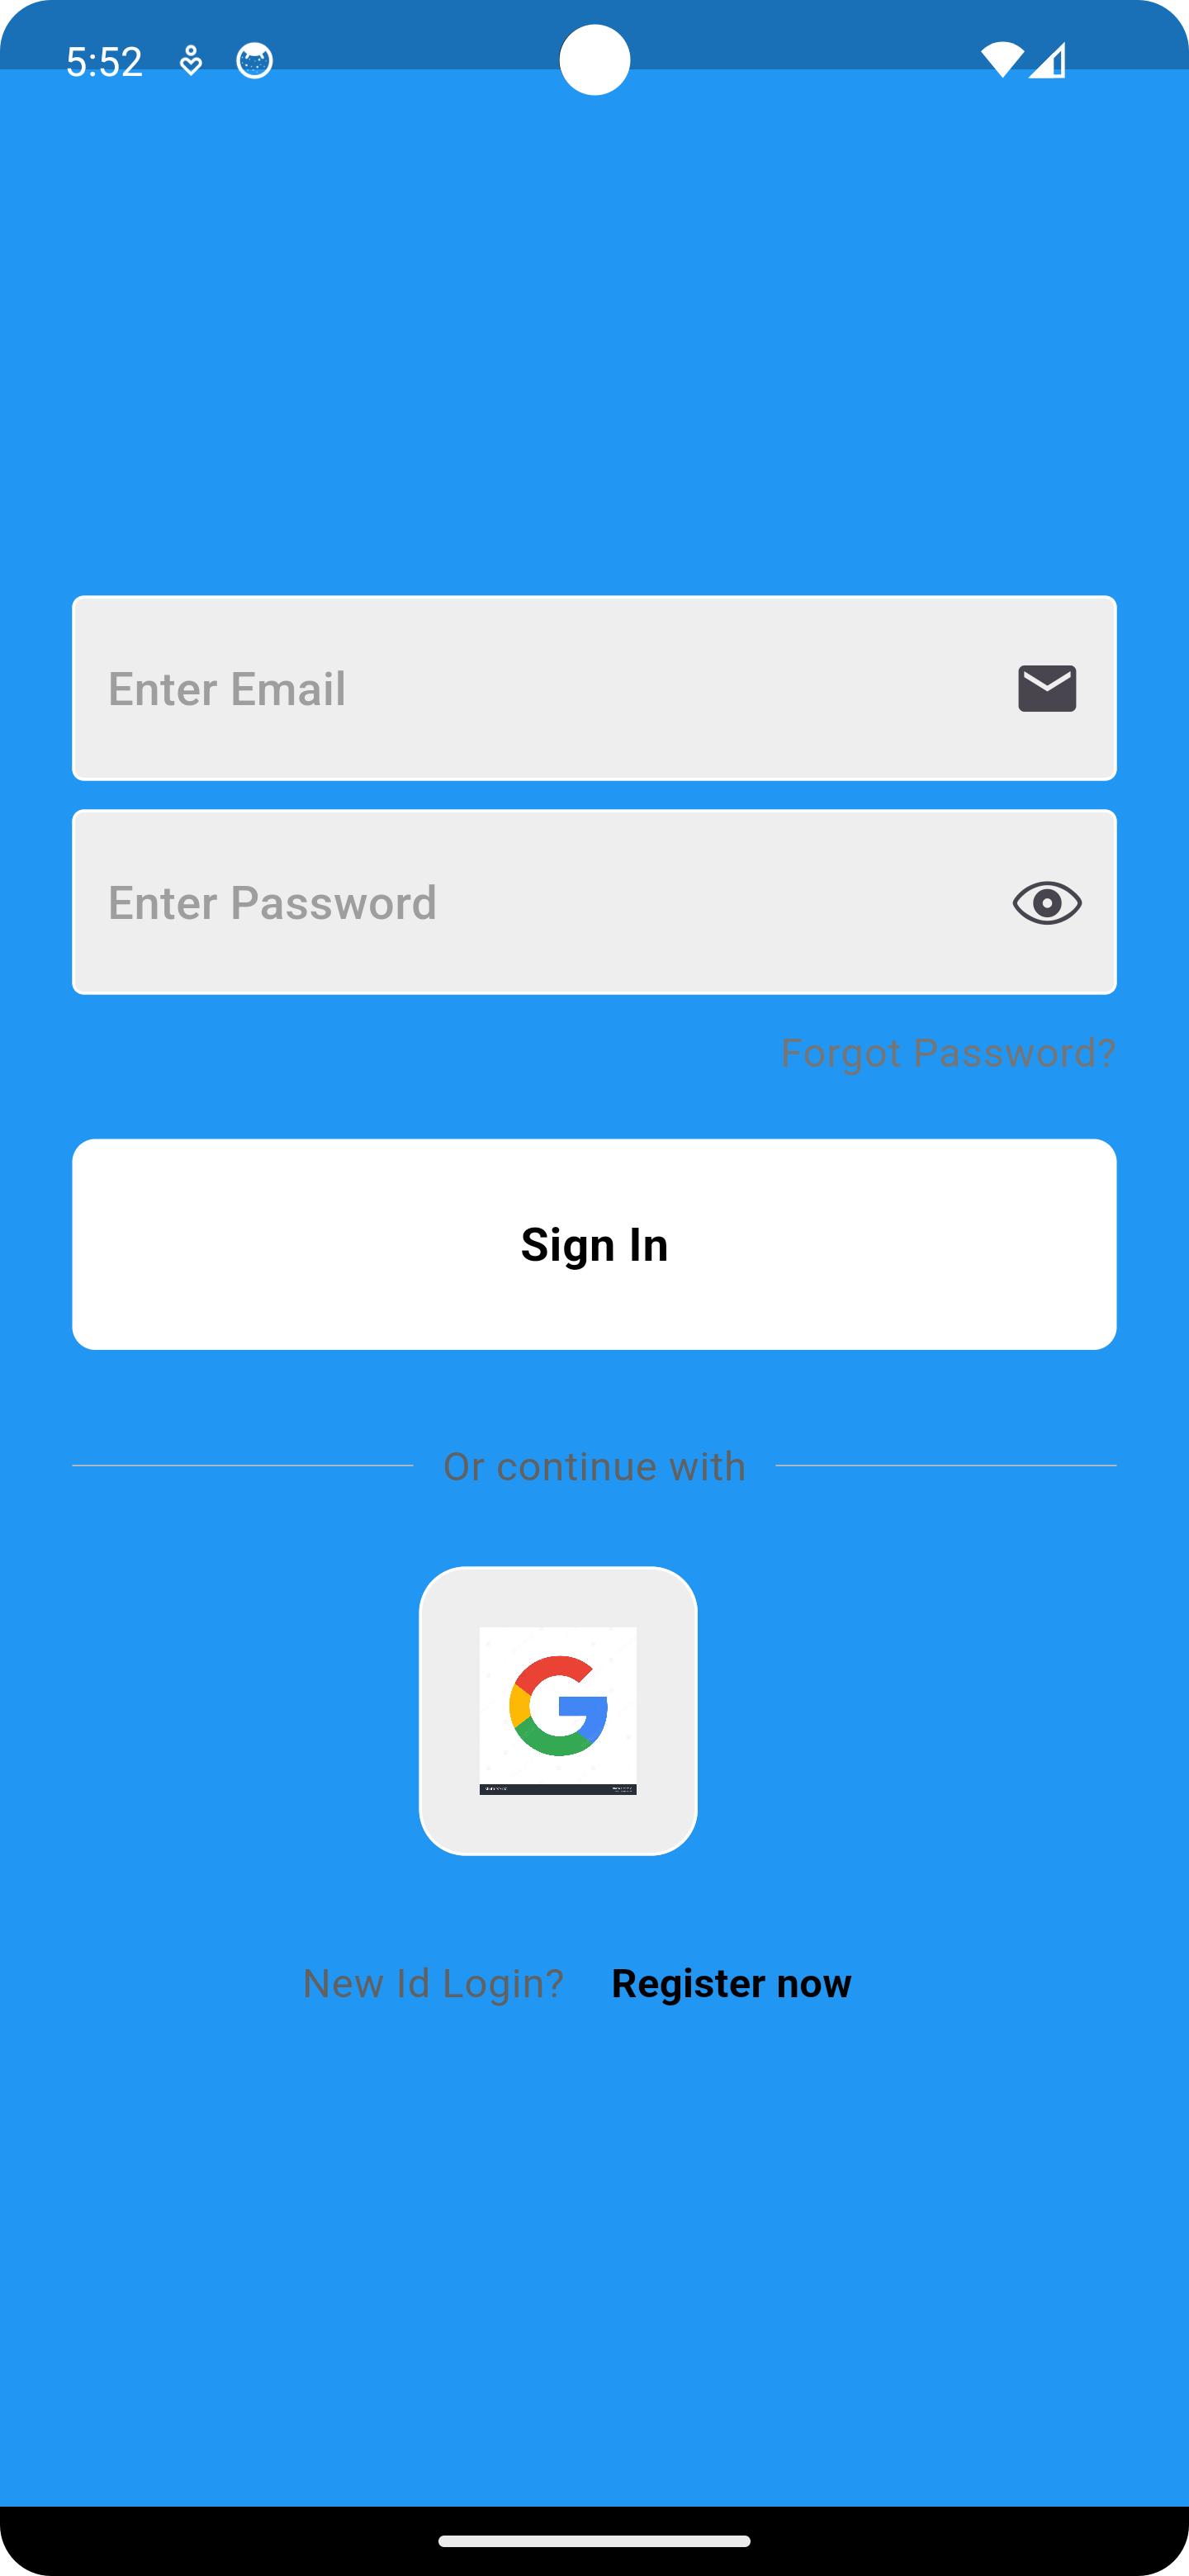 5:52
Enter Email
Enter Password
Forgot Password?
Sign In
Or continue with
New Id Login? Register now